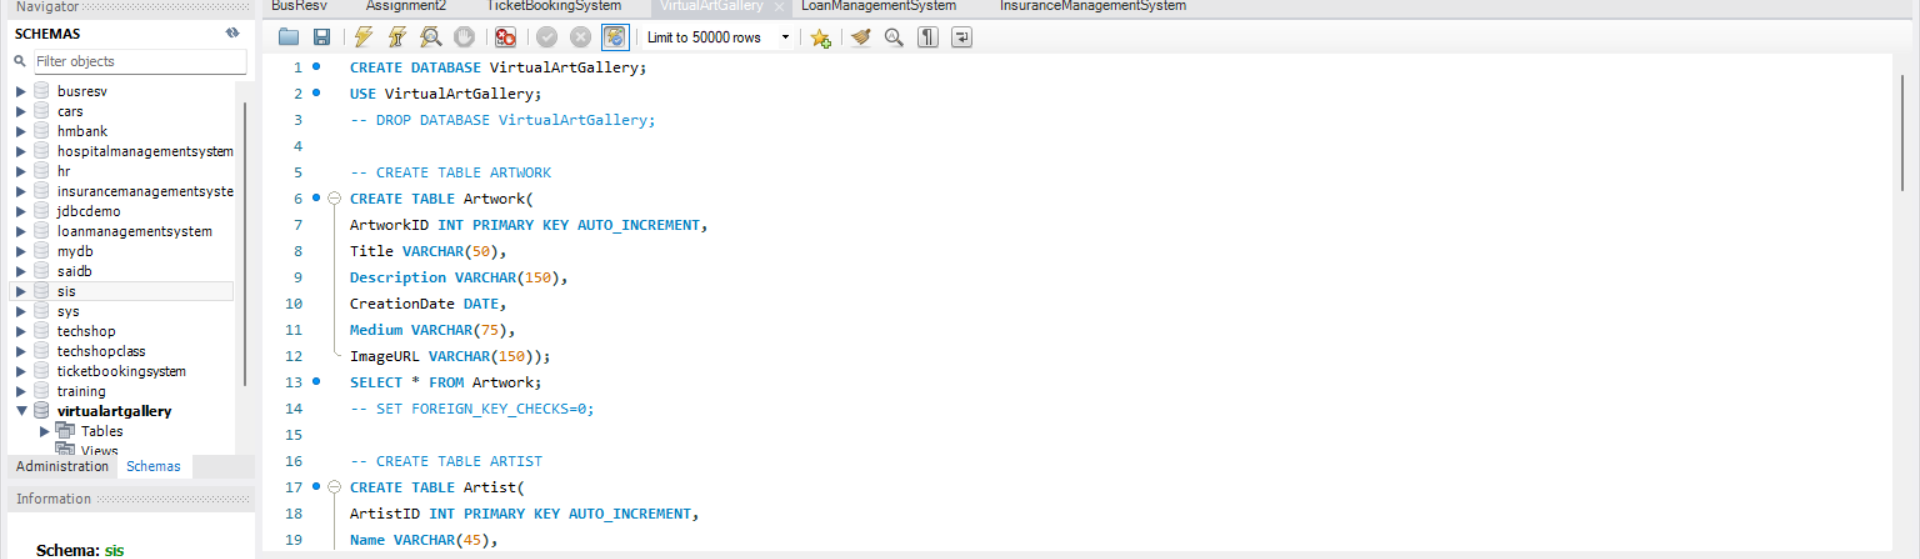 Navigator
SCHEMAS
Filter objects
busresv
cars
hmbank
hospitalmanagementsystem
hr
insurancemanagementsyste
jdbcdemo
loanmanagementsystem
mydb
saidb
sis
sys
techshop
techshopclass
ticketbookingsystem
training
virtualartgallery
Tables
Views
Administration Schemas
Information
Schema: sis
BusResv Assignment2 TicketBookingSystem VirtualArtGallery LoanManagementSystem InsuranceManagementSystem
Limit to 50000 rows
1 CREATE DATABASE VirtualArtGallery;
2 USE VirtualArtGallery;
3 -- DROP DATABASE VirtualArtGallery;
4
5 -- CREATE TABLE ARTWORK
6 CREATE TABLE Artwork(
7 ArtworkID INT PRIMARY KEY AUTO_INCREMENT,
8 Title VARCHAR(50),
9 Description VARCHAR(150),
10 CreationDate DATE,
11 Medium VARCHAR(75),
12 ImageURL VARCHAR(150));
13 SELECT * FROM Artwork;
14 -- SET FOREIGN_KEY_CHECKS=0;
15
16 -- CREATE TABLE ARTIST
17 CREATE TABLE Artist(
18 ArtistID INT PRIMARY KEY AUTO_INCREMENT,
19 Name VARCHAR(45),